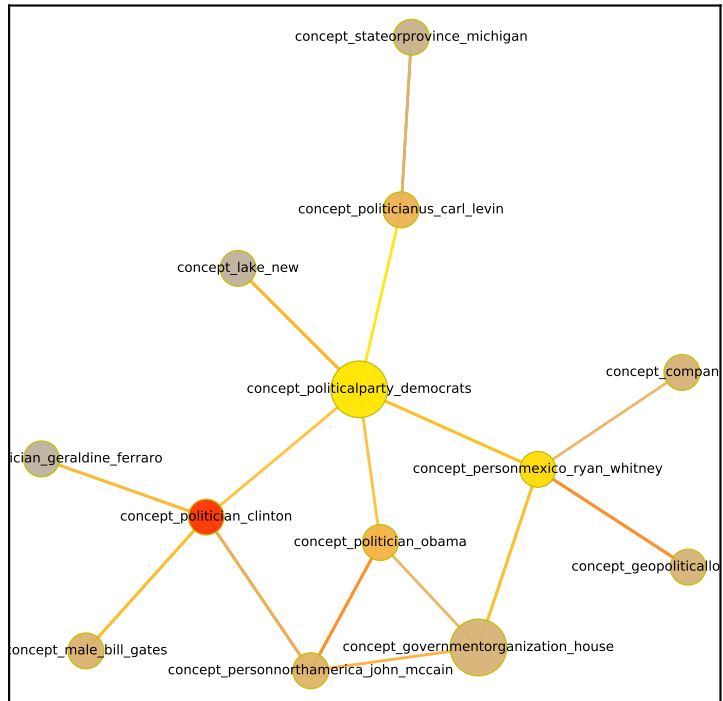 concept_stateorprovince_michigan
concept_politicianus_carl_levin
concept_lake_new
concept_compan
concept_politicalparty_democrats
ician_geraldine_ferraro
concept_personmexico_ryan_whitney
concept_politician_clinton
concept_politician_obama
concept_geopoliticallo
concept_male_bill_gates
concept_governmentorganization_house
concept_personnorthamerica_john_mccain